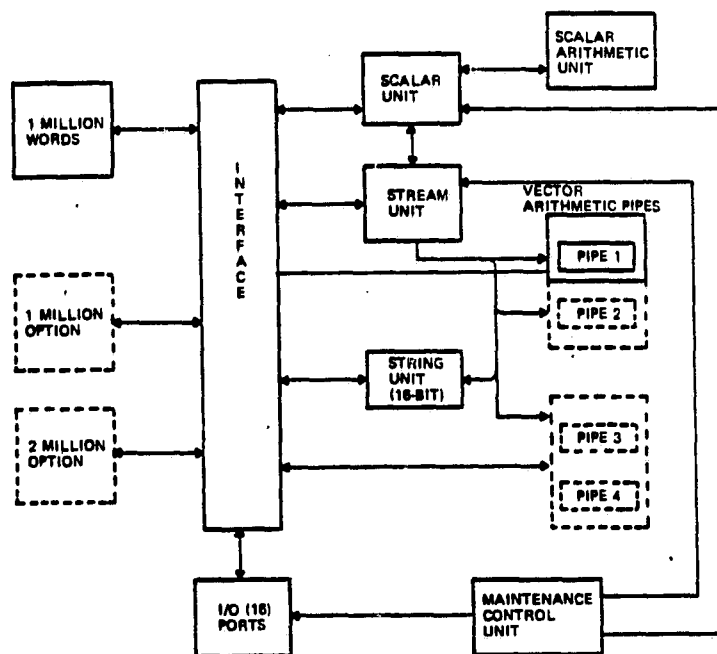 SCALAR
ARITHMETIC
UNIT
SCALAR
UNIT
1 MILLION
WORDS
INTERFACE
STREAM
UNIT
VECTOR
ARITHMETIC PIPES
PIPE 1
1 MILLION
OPTION
PIPE 2
STRING
UNIT
(16-BIT)
2 MILLION
OPTION
PIPE 3
PIPE 4
I/O (16)
PORTS
MAINTENANCE
CONTROL
UNIT